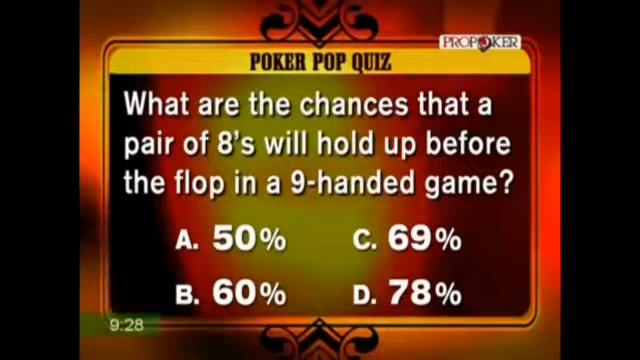 PROPOKER
POKER POP QUIZ
What are the chances that a
pair of 8's will hold up before
the flop in a 9-handed game?
A. 50% C. 69%
B. 60% D. 78%
9:28